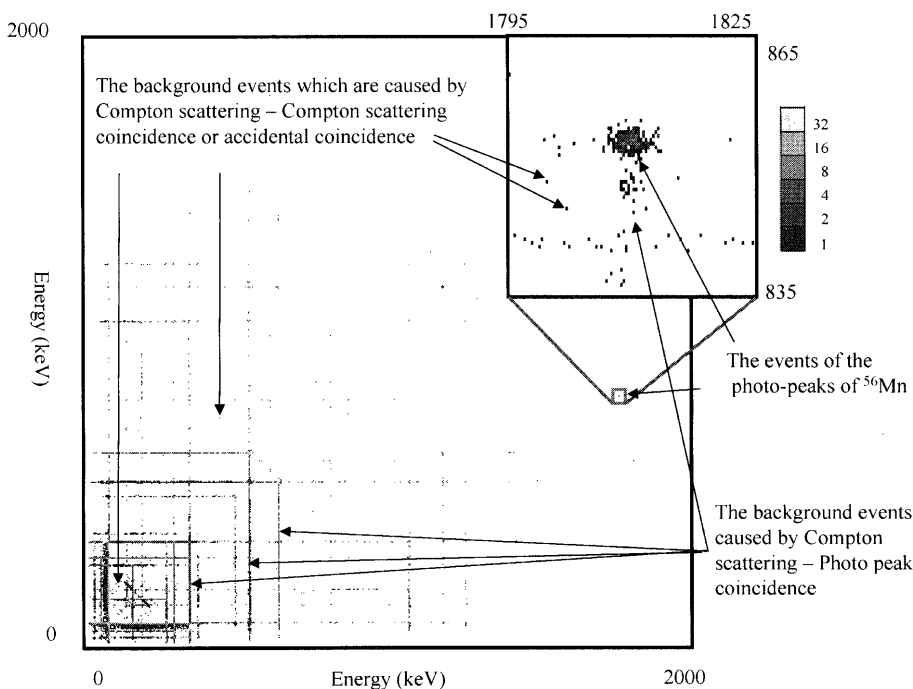 1795
1825
2000
865
The background events which are caused by
Compton scattering – Compton scattering
coincidence or accidental coincidence
32
16
8
4
2
1
835
Energy (keV)
The events of the
photo-peaks of ⁵⁶Mn
The background events
caused by Compton
scattering – Photo peak
coincidence
0
0
Energy (keV)
2000